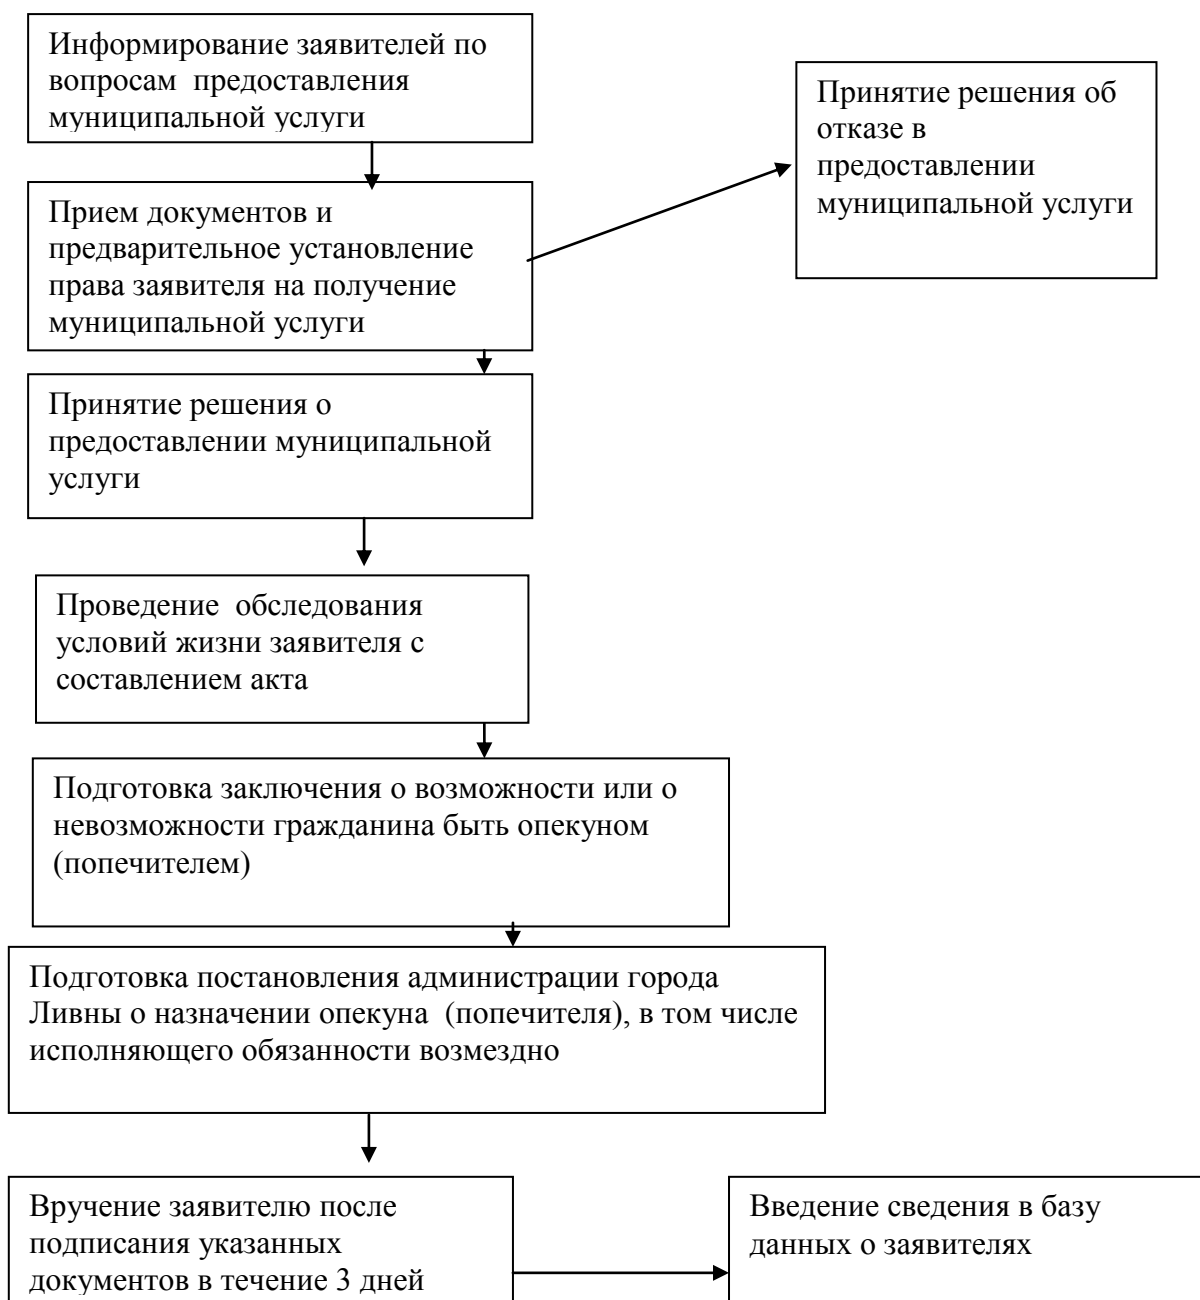 Информирование заявителей по
вопросам  предоставления
муниципальной услуги
Принятие решения об
отказе в
предоставлении
муниципальной услуги
Прием документов и
предварительное установление
права заявителя на получение
муниципальной услуги
Принятие решения о
предоставлении муниципальной
услуги
Проведение  обследования
условий жизни заявителя с
составлением акта
Подготовка заключения о возможности или о
невозможности гражданина быть опекуном
(попечителем)
Подготовка постановления администрации города
Ливны о назначении опекуна  (попечителя), в том числе
исполняющего обязанности возмездно
Вручение заявителю после
подписания указанных
документов в течение 3 дней
Введение сведения в базу
данных о заявителях